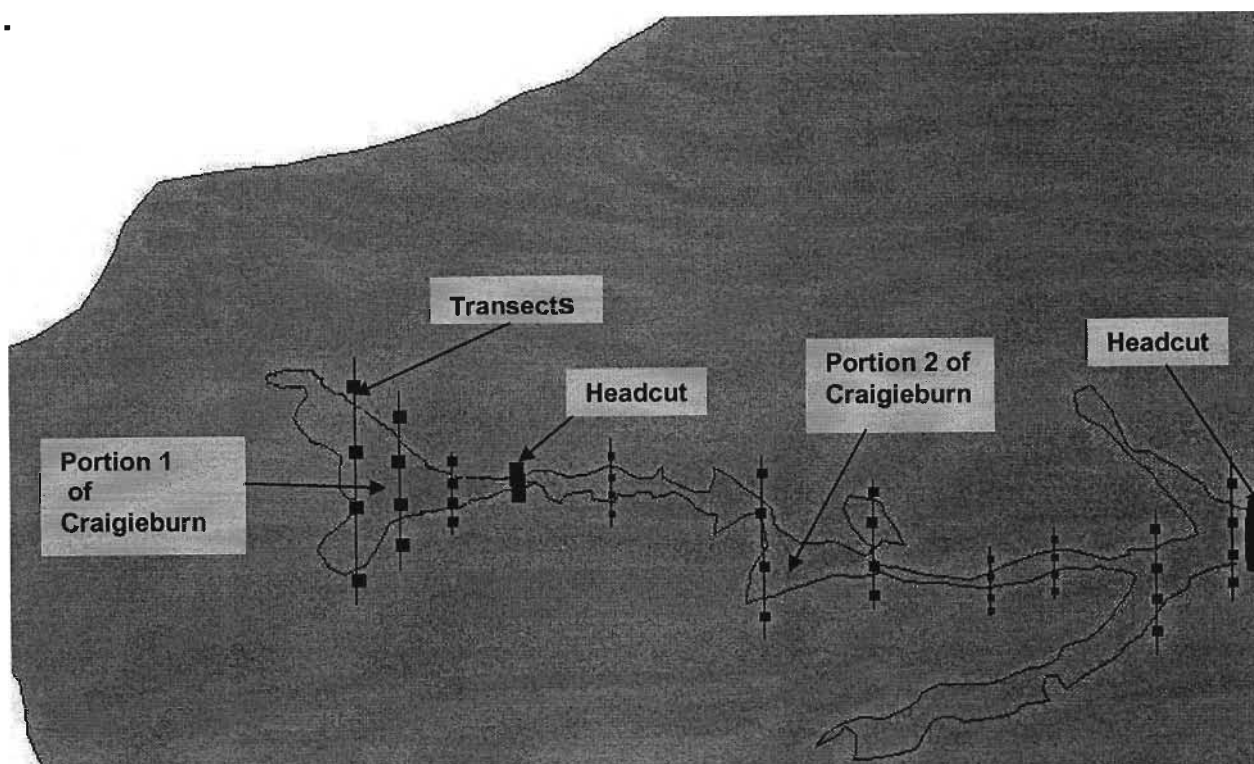 Transects
Headcut
Portion 2 of
Craigieburn
Headcut
Portion 1
of
Craigieburn